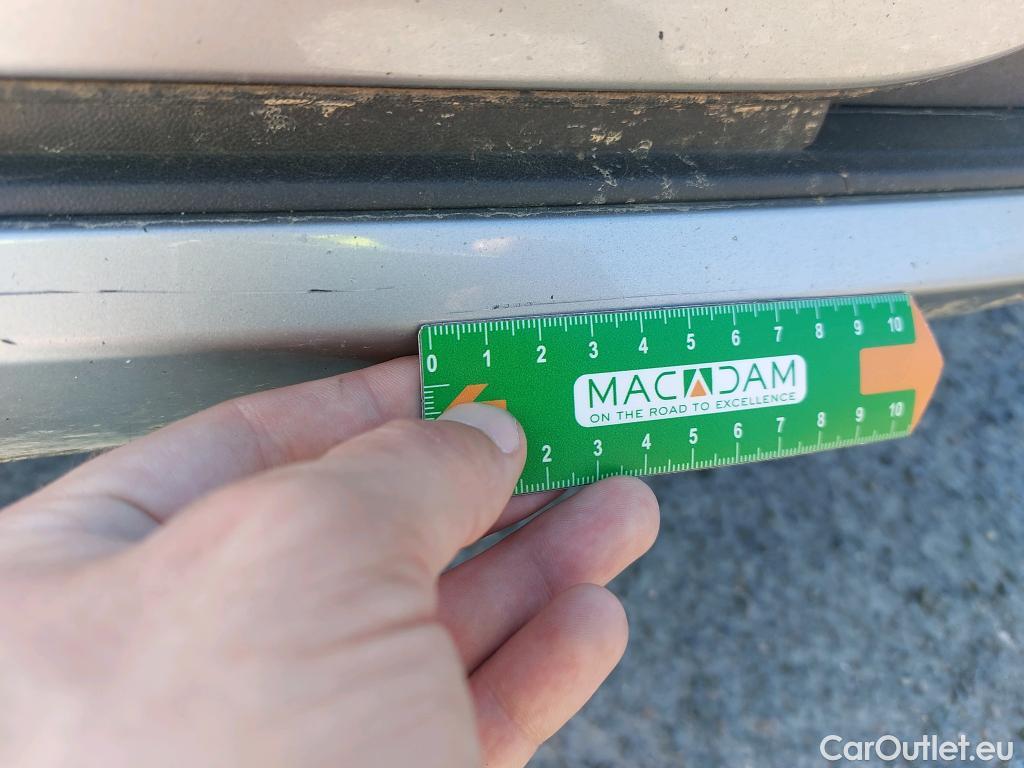 0 1 2 3 4 5 6 7 8 9 10
MACADAM
ON THE ROAD TO EXCELLENCE
2 3 4 5 6 7 8 9 10
CarOutlet.eu